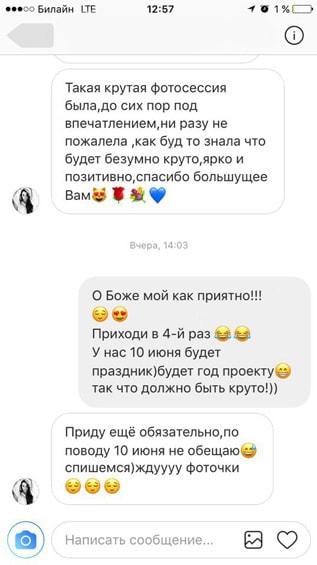 ●●●○○ Билайн LTE 12:57 1 %
Такая крутая фотосессия
была,до сих пор под
впечатлением,ни разу не
пожалела ,как буд то знала что
будет безумно круто,ярко и
позитивно,спасибо большущее
Вам😻🌹💐💙
Вчера, 14:03
О Боже мой как приятно!!!
😌😍
Приходи в 4-й раз😂😂
У нас 10 июня будет
праздник)будет год проекту😁
так что должно быть круто!))
Приду ещё обязательно,по
поводу 10 июня не обещаю😅
спишемся)ждуууу фоточки
😌😌😌
Написать сообщение...